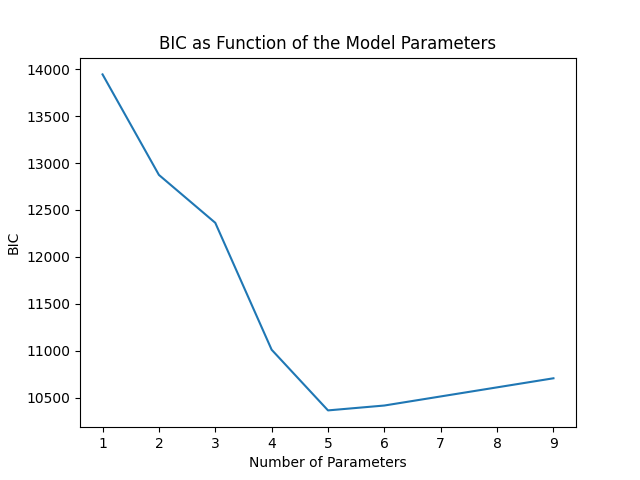 BIC as Function of the Model Parameters
14000
13500
13000
12500
12000
11500
11000
10500
BIC
1 2 3 4 5 6 7 8 9
Number of Parameters